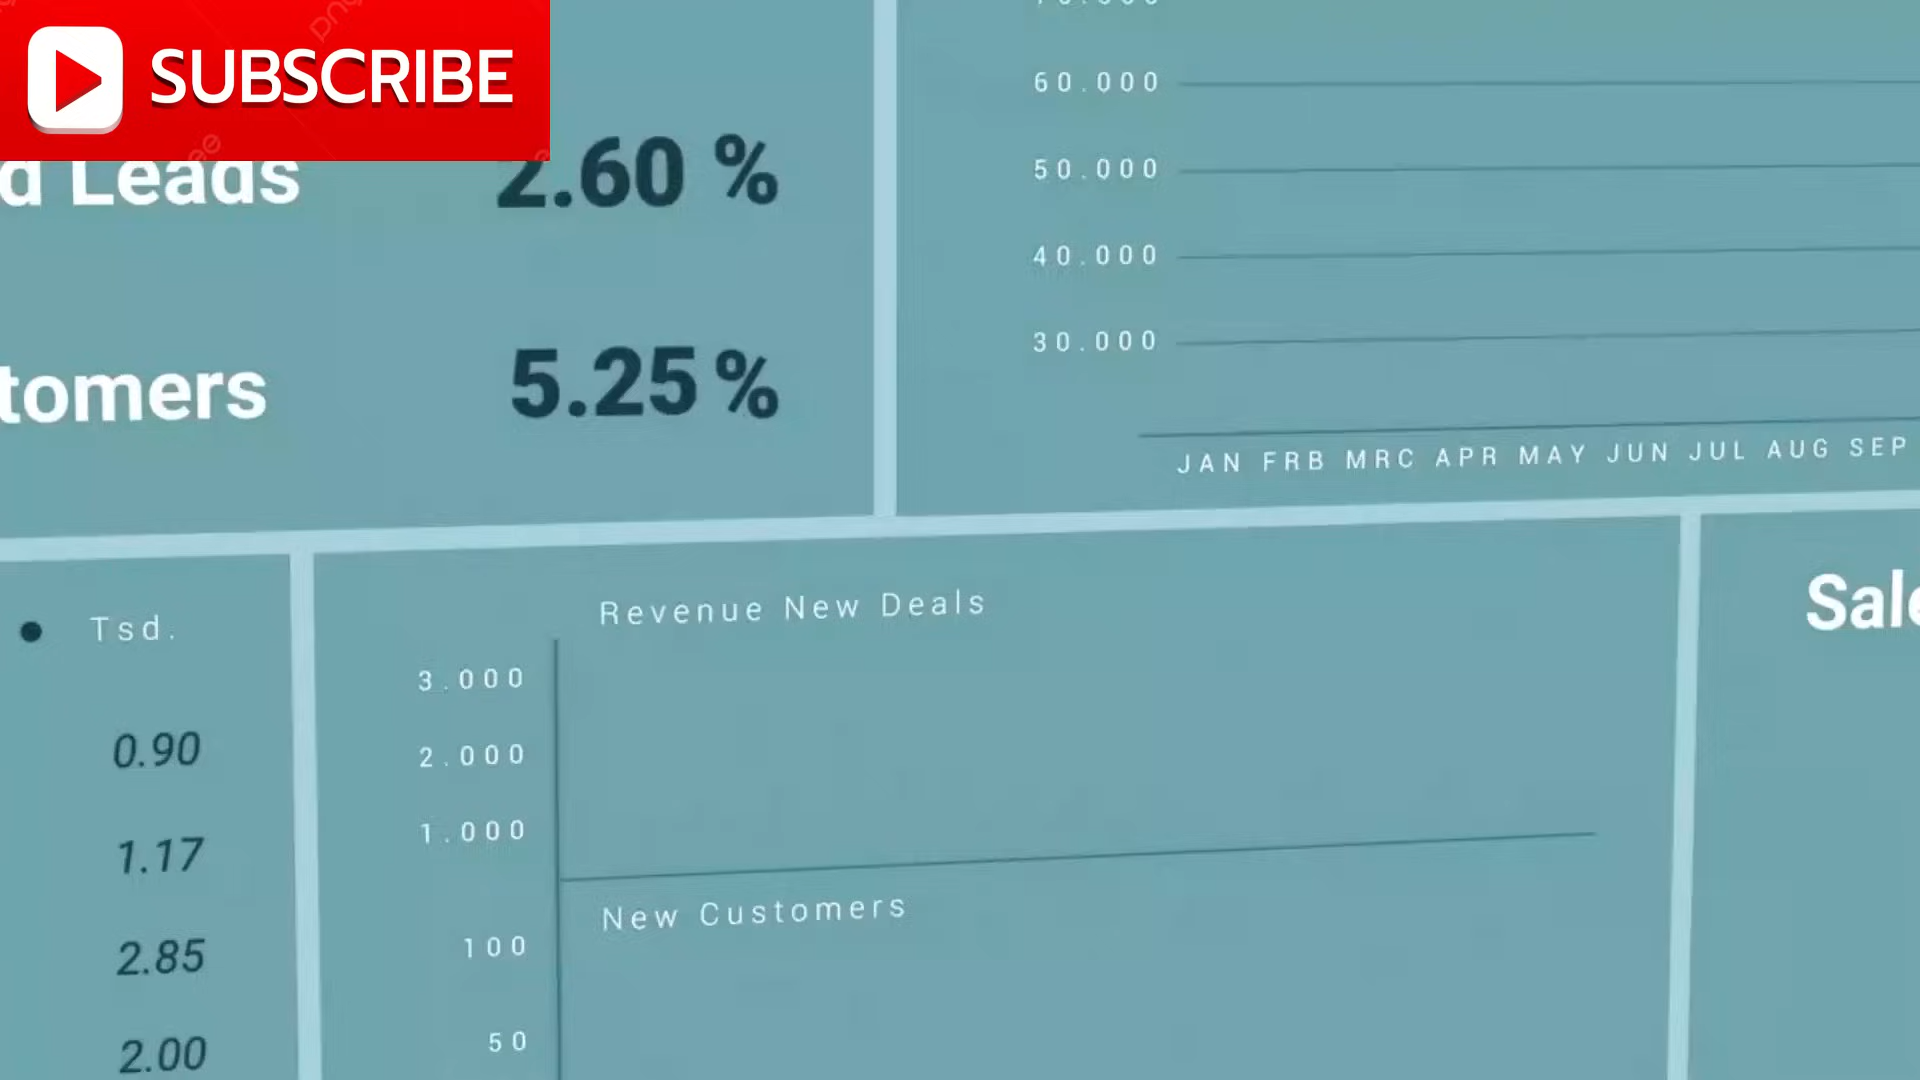 SUBSCRIBE
d Leads 2.60 %
tomers 5.25 %
60.000
50.000
40.000
30.000
JAN FRB MRC APR MAY JUN JUL AUG SEP
Tsd.
0.90
1.17
2.85
2.00
Revenue New Deals
3.000
2.000
1.000
New Customers
100
50
Sale